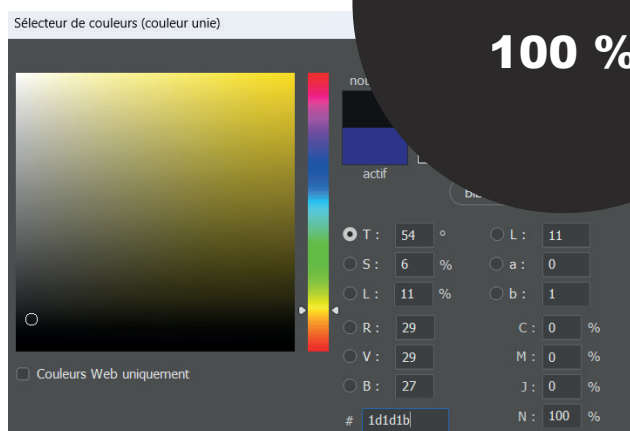 Sélecteur de couleurs (couleur unie)
100 %
actif
T : 54 °
L : 11
S : 6 %
a : 0
L : 11 %
b : 1
R : 29
C : 0 %
V : 29
M : 0 %
Couleurs Web uniquement
B : 27
J : 0 %
# 1d1d1b
N : 100 %